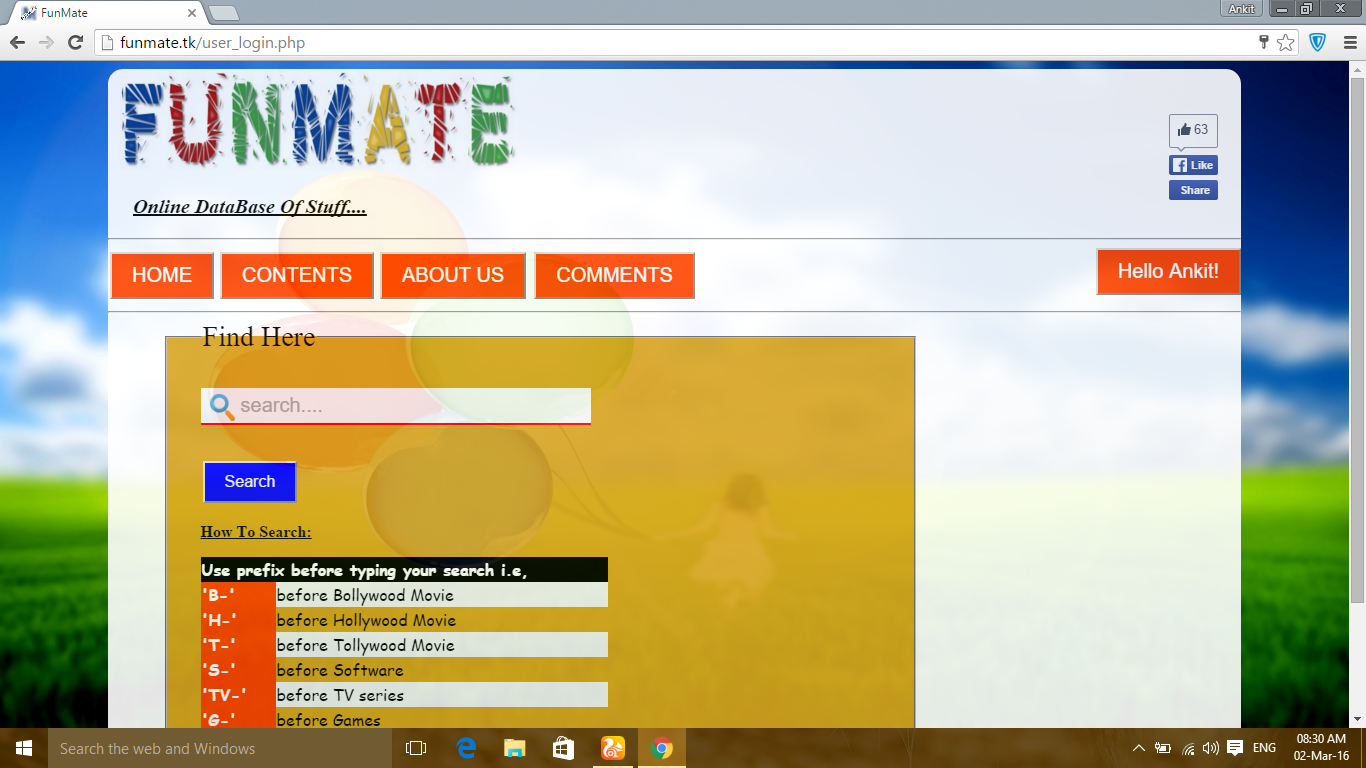 FunMate
Ankit
funmate.tk/user_login.php
FUNMATE
63
Like
Share
Online DataBase Of Stuff....
HOME
CONTENTS
ABOUT US
COMMENTS
Hello Ankit!
Find Here
search....
Search
How To Search:
Use prefix before typing your search i.e,
'B-' before Bollywood Movie
'H-' before Hollywood Movie
'T-' before Tollywood Movie
'S-' before Software
'TV-' before TV series
'G-' before Games
Search the web and Windows
ENG
08:30 AM
02-Mar-16